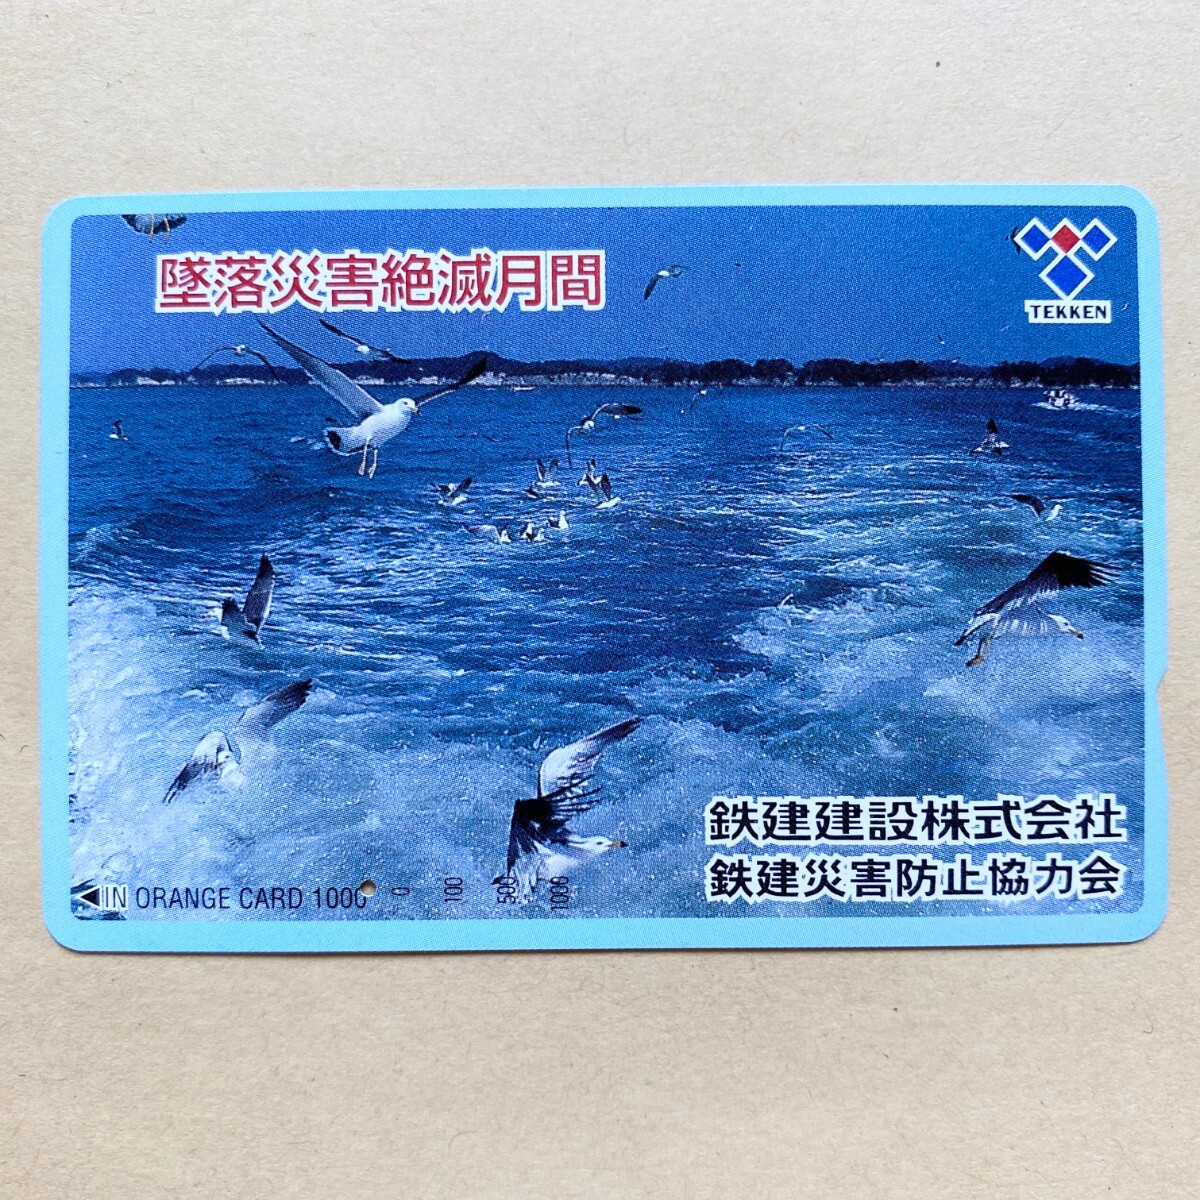 墜落災害絶滅月間
TEKKEN
鉄建建設株式会社
鉄建災害防止協力会
◀IN ORANGE CARD 1000 0 100 500 1000